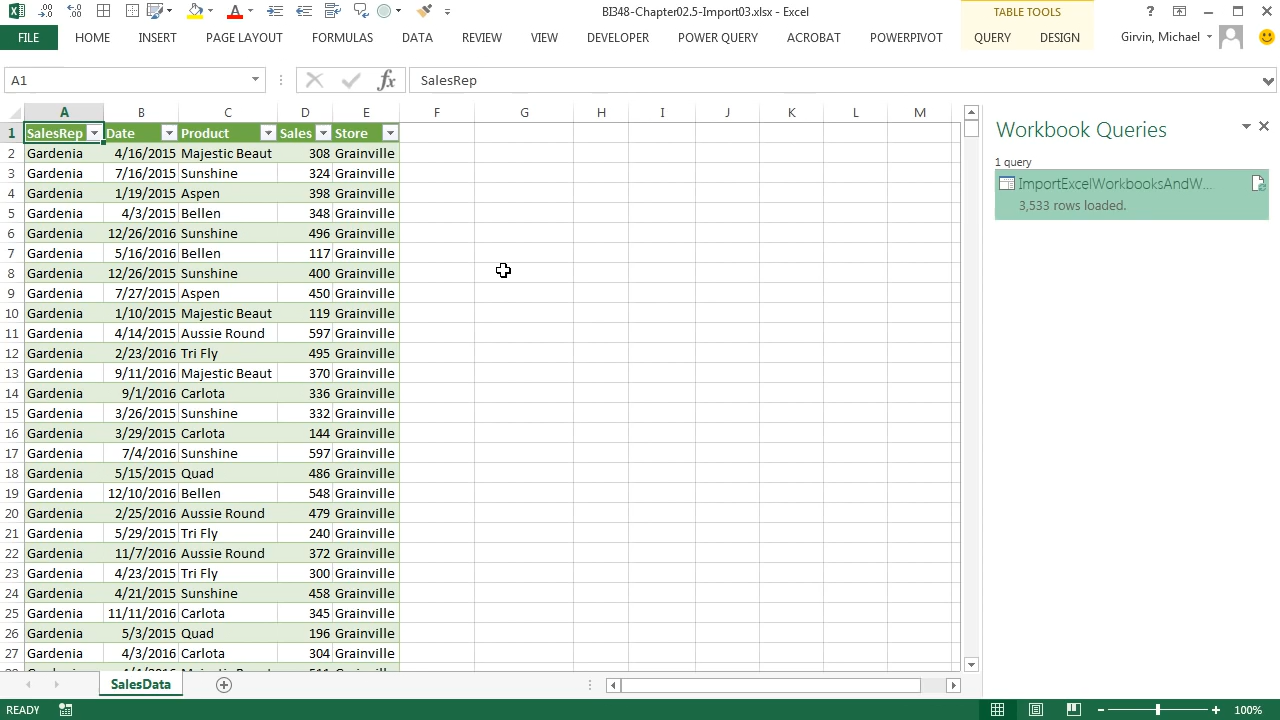 BI348-Chapter02.5-Import03.xlsx - Excel
TABLE TOOLS
FILE HOME INSERT PAGE LAYOUT FORMULAS DATA REVIEW VIEW DEVELOPER POWER QUERY ACROBAT POWERPIVOT QUERY DESIGN Girvin, Michael
A1 fx SalesRep
A B C D E F G H I J K L M
1 SalesRep Date Product Sales Store
2 Gardenia 4/16/2015 Majestic Beaut 308 Grainville
3 Gardenia 7/16/2015 Sunshine 324 Grainville
4 Gardenia 1/19/2015 Aspen 398 Grainville
5 Gardenia 4/3/2015 Bellen 348 Grainville
6 Gardenia 12/26/2016 Sunshine 496 Grainville
7 Gardenia 5/16/2016 Bellen 117 Grainville
8 Gardenia 12/26/2015 Sunshine 400 Grainville
9 Gardenia 7/27/2015 Aspen 450 Grainville
10 Gardenia 1/10/2015 Majestic Beaut 119 Grainville
11 Gardenia 4/14/2015 Aussie Round 597 Grainville
12 Gardenia 2/23/2016 Tri Fly 495 Grainville
13 Gardenia 9/11/2016 Majestic Beaut 370 Grainville
14 Gardenia 9/1/2016 Carlota 336 Grainville
15 Gardenia 3/26/2015 Sunshine 332 Grainville
16 Gardenia 3/29/2015 Carlota 144 Grainville
17 Gardenia 7/4/2016 Sunshine 597 Grainville
18 Gardenia 5/15/2015 Quad 486 Grainville
19 Gardenia 12/10/2016 Bellen 548 Grainville
20 Gardenia 2/25/2016 Aussie Round 479 Grainville
21 Gardenia 5/29/2015 Tri Fly 240 Grainville
22 Gardenia 11/7/2016 Aussie Round 372 Grainville
23 Gardenia 4/23/2015 Tri Fly 300 Grainville
24 Gardenia 4/21/2015 Sunshine 458 Grainville
25 Gardenia 11/11/2016 Carlota 345 Grainville
26 Gardenia 5/3/2015 Quad 196 Grainville
27 Gardenia 4/3/2016 Carlota 304 Grainville
Workbook Queries
1 query
ImportExcelWorkbooksAndW...
3,533 rows loaded.
SalesData
READY
100%